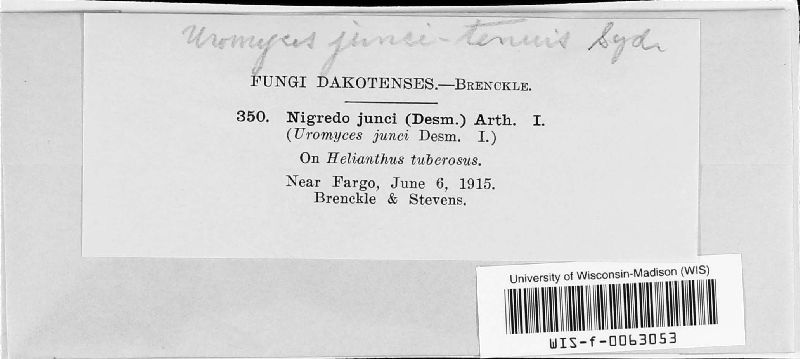 Uromyces junci-tenuis Syd.
FUNGI DAKOTENSES.—BRENCKLE.
350. Nigredo junci (Desm.) Arth. I.
(Uromyces junci Desm. I.)
On Helianthus tuberosus.
Near Fargo, June 6, 1915.
Brenckle & Stevens.
University of Wisconsin-Madison (WIS)
WIS-f-0063053